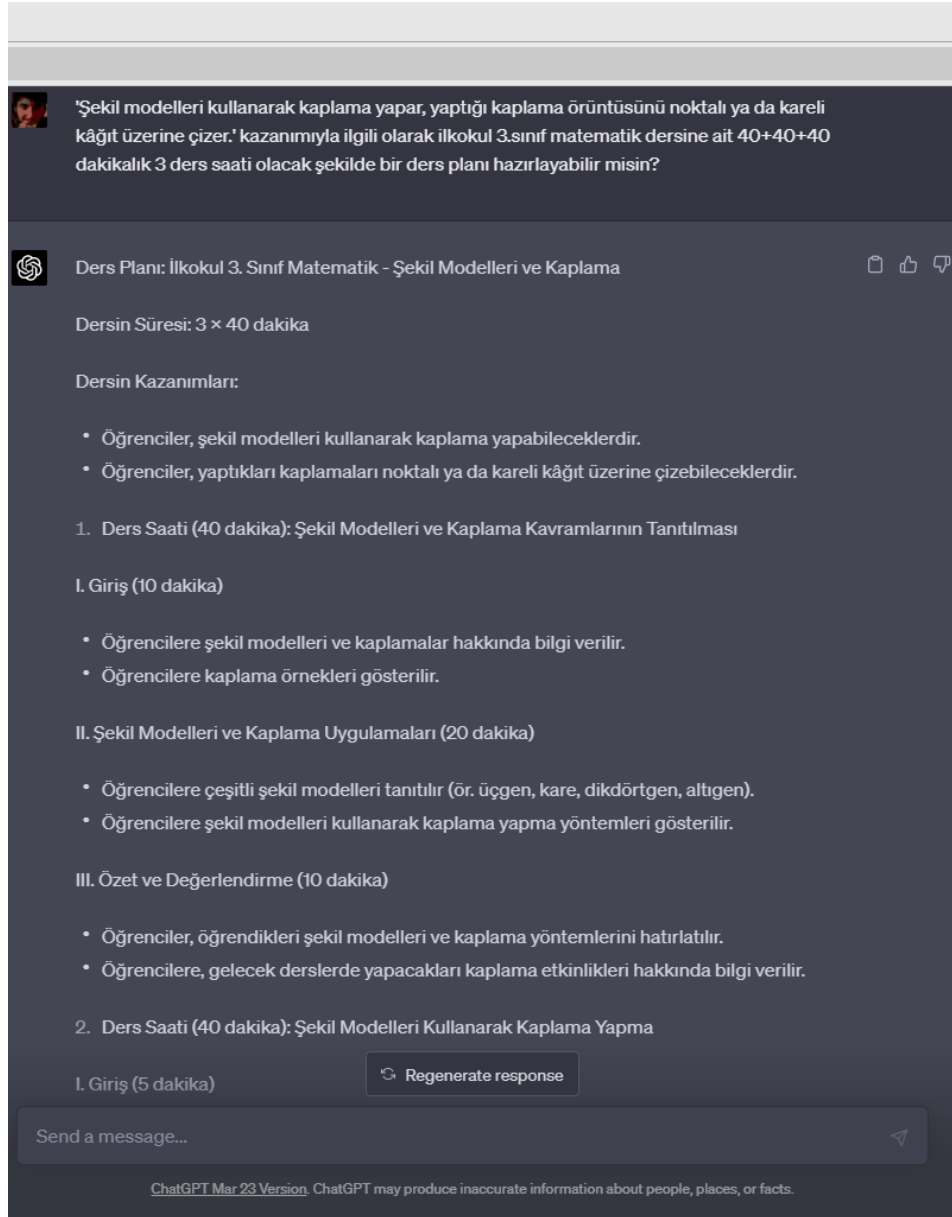 'Şekil modelleri kullanarak kaplama yapar, yaptığı kaplama örüntüsünü noktalı ya da kareli
kâğıt üzerine çizer.' kazanımıyla ilgili olarak ilkokul 3.sınıf matematik dersine ait 40+40+40
dakikalık 3 ders saati olacak şekilde bir ders planı hazırlayabilir misin?
Ders Planı: İlkokul 3. Sınıf Matematik - Şekil Modelleri ve Kaplama
Dersin Süresi: 3 × 40 dakika
Dersin Kazanımları:
• Öğrenciler, şekil modelleri kullanarak kaplama yapabileceklerdir.
• Öğrenciler, yaptıkları kaplamaları noktalı ya da kareli kâğıt üzerine çizebileceklerdir.
1. Ders Saati (40 dakika): Şekil Modelleri ve Kaplama Kavramlarının Tanıtılması
I. Giriş (10 dakika)
• Öğrencilere şekil modelleri ve kaplamalar hakkında bilgi verilir.
• Öğrencilere kaplama örnekleri gösterilir.
II. Şekil Modelleri ve Kaplama Uygulamaları (20 dakika)
• Öğrencilere çeşitli şekil modelleri tanıtılır (ör. üçgen, kare, dikdörtgen, altıgen).
• Öğrencilere şekil modelleri kullanarak kaplama yapma yöntemleri gösterilir.
III. Özet ve Değerlendirme (10 dakika)
• Öğrenciler, öğrendikleri şekil modelleri ve kaplama yöntemlerini hatırlatılır.
• Öğrencilere, gelecek derslerde yapacakları kaplama etkinlikleri hakkında bilgi verilir.
2. Ders Saati (40 dakika): Şekil Modelleri Kullanarak Kaplama Yapma
I. Giriş (5 dakika)
Regenerate response
Send a message...
ChatGPT Mar 23 Version. ChatGPT may produce inaccurate information about people, places, or facts.